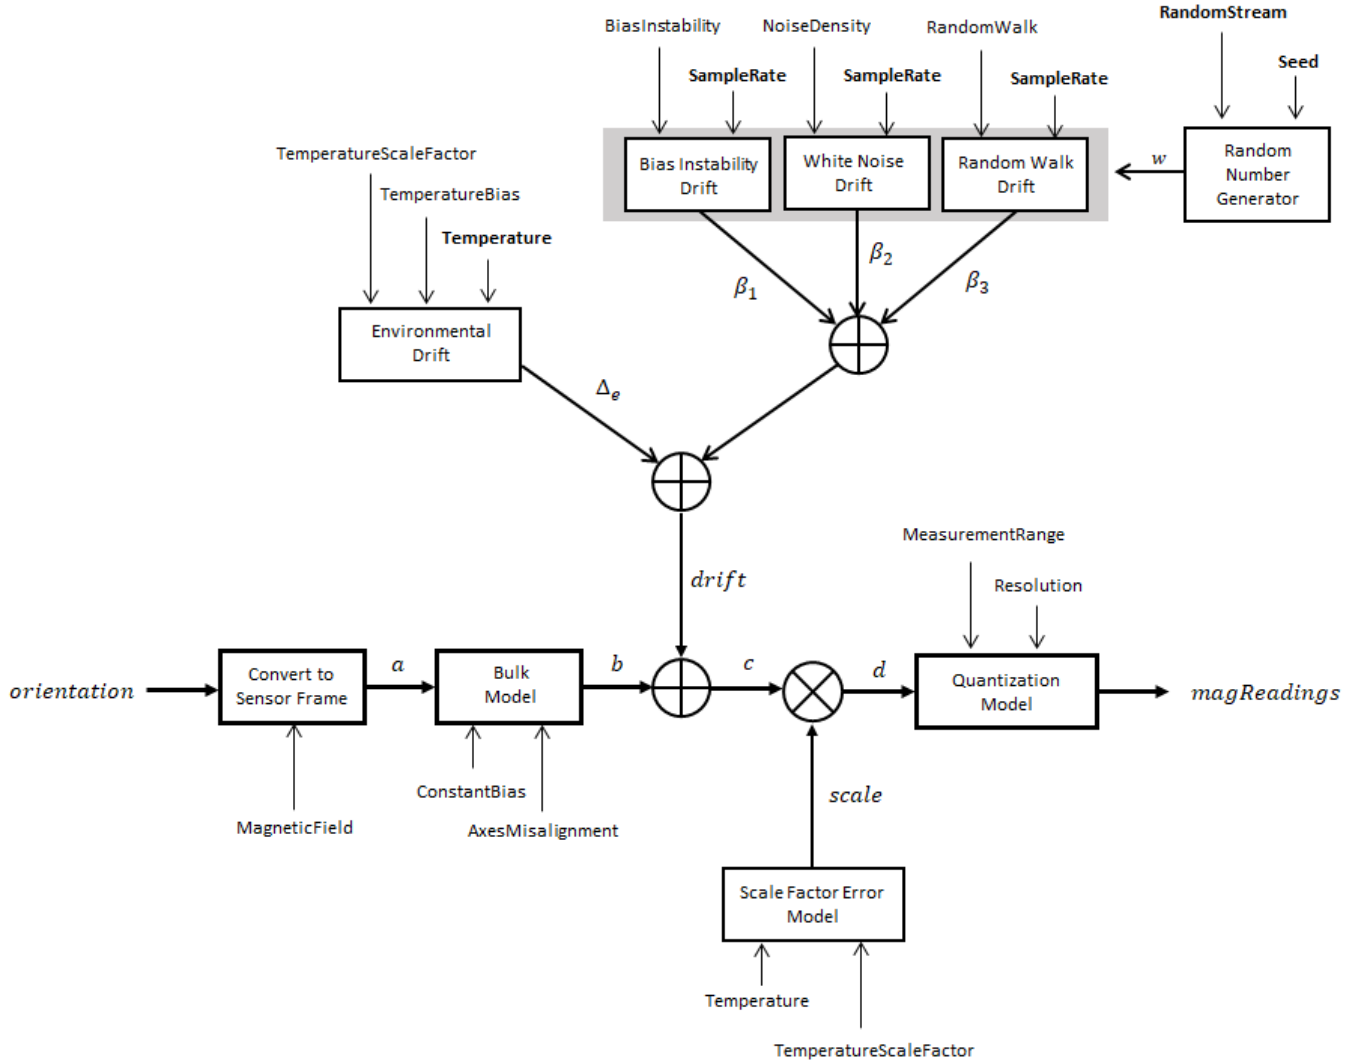 RandomStream
BiasInstability
NoiseDensity
RandomWalk
Seed
SampleRate
SampleRate
SampleRate
TemperatureScaleFactor
Bias Instability
Drift
White Noise
Drift
Random Walk
Drift
w
Random
Number
Generator
TemperatureBias
Temperature
β₁
β₂
β₃
Environmental
Drift
Δₑ
MeasurementRange
drift
Resolution
orientation
Convert to
Sensor Frame
a
Bulk
Model
b
c
d
Quantization
Model
magReadings
ConstantBias
scale
MagneticField
AxesMisalignment
Scale Factor Error
Model
Temperature
TemperatureScaleFactor